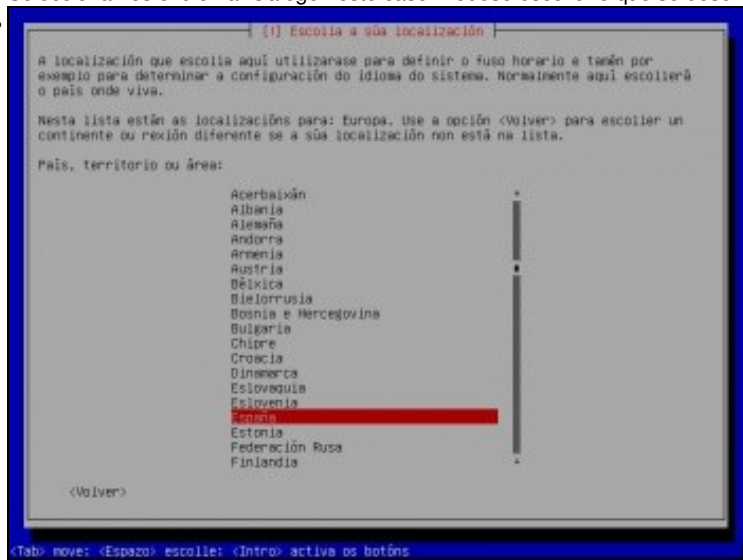 [!] Escolla a súa localización
A localización que escolla aquí utilizarase para definir o fuso horario e tamén por
exemplo para determinar a configuración do idioma do sistema. Normalmente aquí escollerá
o país onde viva.
Nesta lista están as localizacións para: Europa. Use a opción <Volver> para escoller un
continente ou rexión diferente se a súa localización non está na lista.
País, territorio ou área:
Acerbaixán
Albania
Alemaña
Andorra
Armenia
Austria
Bélxica
Bielorrusia
Bosnia e Hercegovina
Bulgaria
Chipre
Croacia
Dinamarca
Eslovaquia
Eslovenia
España
Estonia
Federación Rusa
Finlandia
<Volver>
<Tab> move; <Espazo> escolle; <Intro> activa os botóns